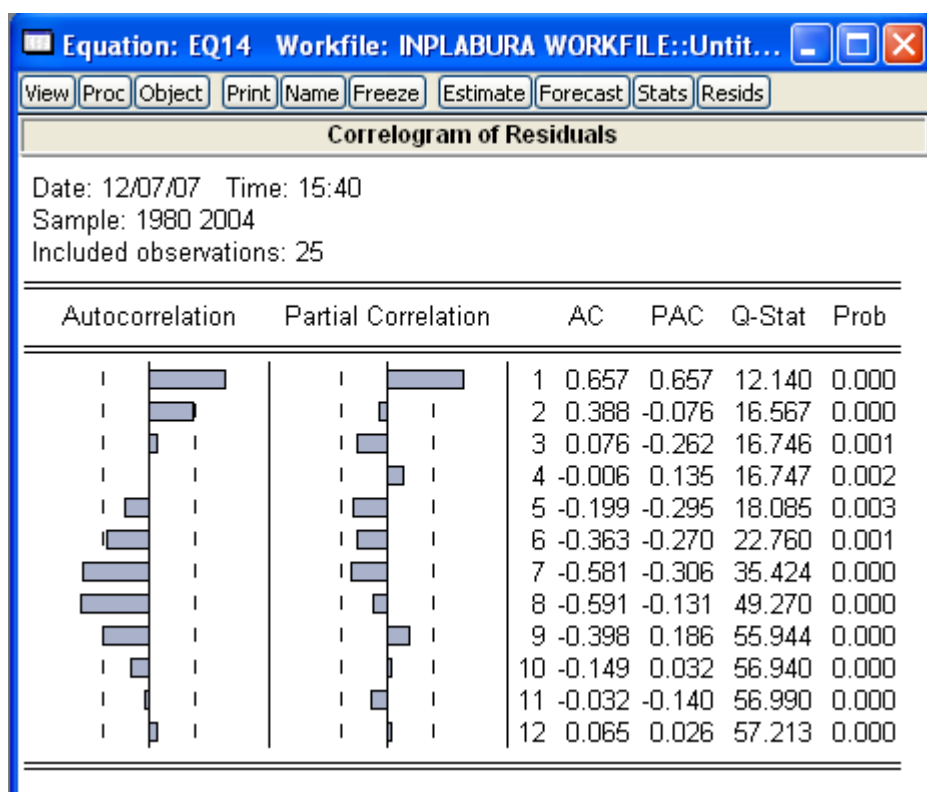 Equation: EQ14 Workfile: INPLABURA WORKFILE::Untit...
View Proc Object Print Name Freeze Estimate Forecast Stats Resids
Correlogram of Residuals
Date: 12/07/07 Time: 15:40
Sample: 1980 2004
Included observations: 25
Autocorrelation Partial Correlation AC PAC Q-Stat Prob
1 0.657 0.657 12.140 0.000
2 0.388 -0.076 16.567 0.000
3 0.076 -0.262 16.746 0.001
4 -0.006 0.135 16.747 0.002
5 -0.199 -0.295 18.085 0.003
6 -0.363 -0.270 22.760 0.001
7 -0.581 -0.306 35.424 0.000
8 -0.591 -0.131 49.270 0.000
9 -0.398 0.186 55.944 0.000
10 -0.149 0.032 56.940 0.000
11 -0.032 -0.140 56.990 0.000
12 0.065 0.026 57.213 0.000